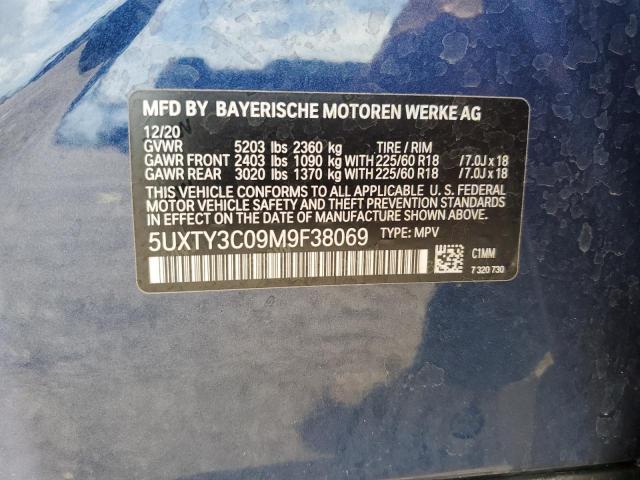 MFD BY BAYERISCHE MOTOREN WERKE AG
12/20
GVWR 5203 lbs 2360 kg TIRE / RIM
GAWR FRONT 2403 lbs 1090 kg WITH 225/60 R18 / 7.0J x 18
GAWR REAR 3020 lbs 1370 kg WITH 225/60 R18 / 7.0J x 18
THIS VEHICLE CONFORMS TO ALL APPLICABLE U. S. FEDERAL
MOTOR VEHICLE SAFETY AND THEFT PREVENTION STANDARDS
IN EFFECT ON THE DATE OF MANUFACTURE SHOWN ABOVE.
5UXTY3C09M9F38069 TYPE: MPV
C1MM
7 320 730